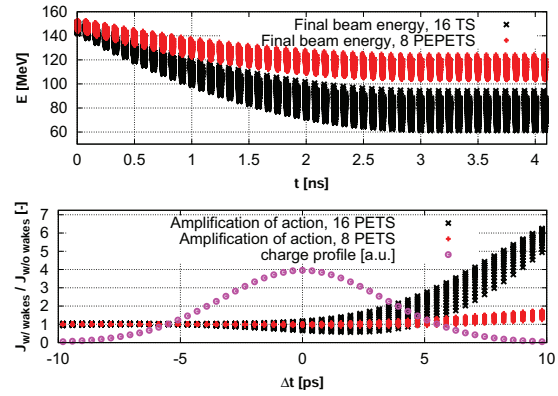 160
140
120
100
80
60
E [MeV]
Final beam energy, 16 TS
Final beam energy, 8 PEPETS
0 0.5 1 1.5 2 2.5 3 3.5 4
t [ns]
7
6
5
4
3
2
1
0
J w/ wakes / J w/o wakes [-]
Amplification of action, 16 PETS
Amplification of action, 8 PETS
charge profile [a.u.]
-10 -5 0 5 10
Δt [ps]